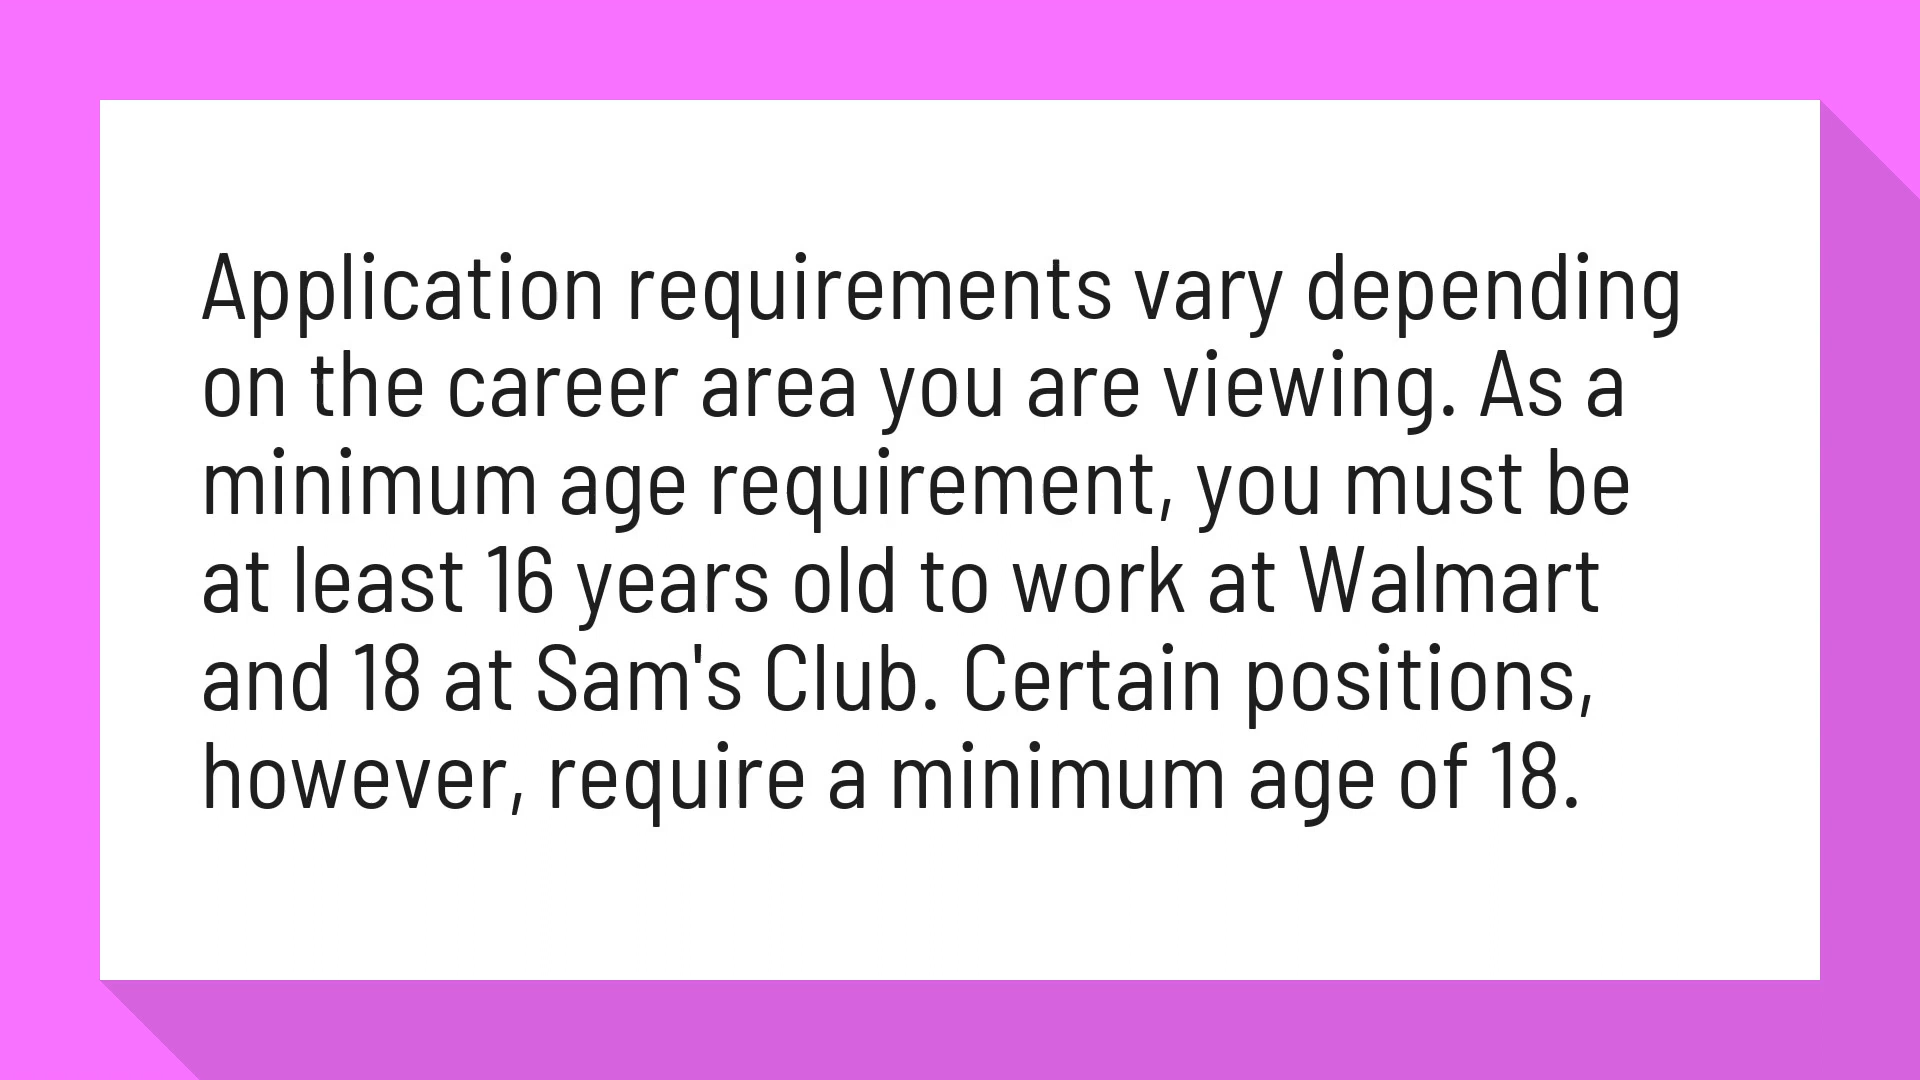 Application requirements vary depending
on the career area you are viewing. As a
minimum age requirement, you must be
at least 16 years old to work at Walmart
and 18 at Sam's Club. Certain positions,
however, require a minimum age of 18.